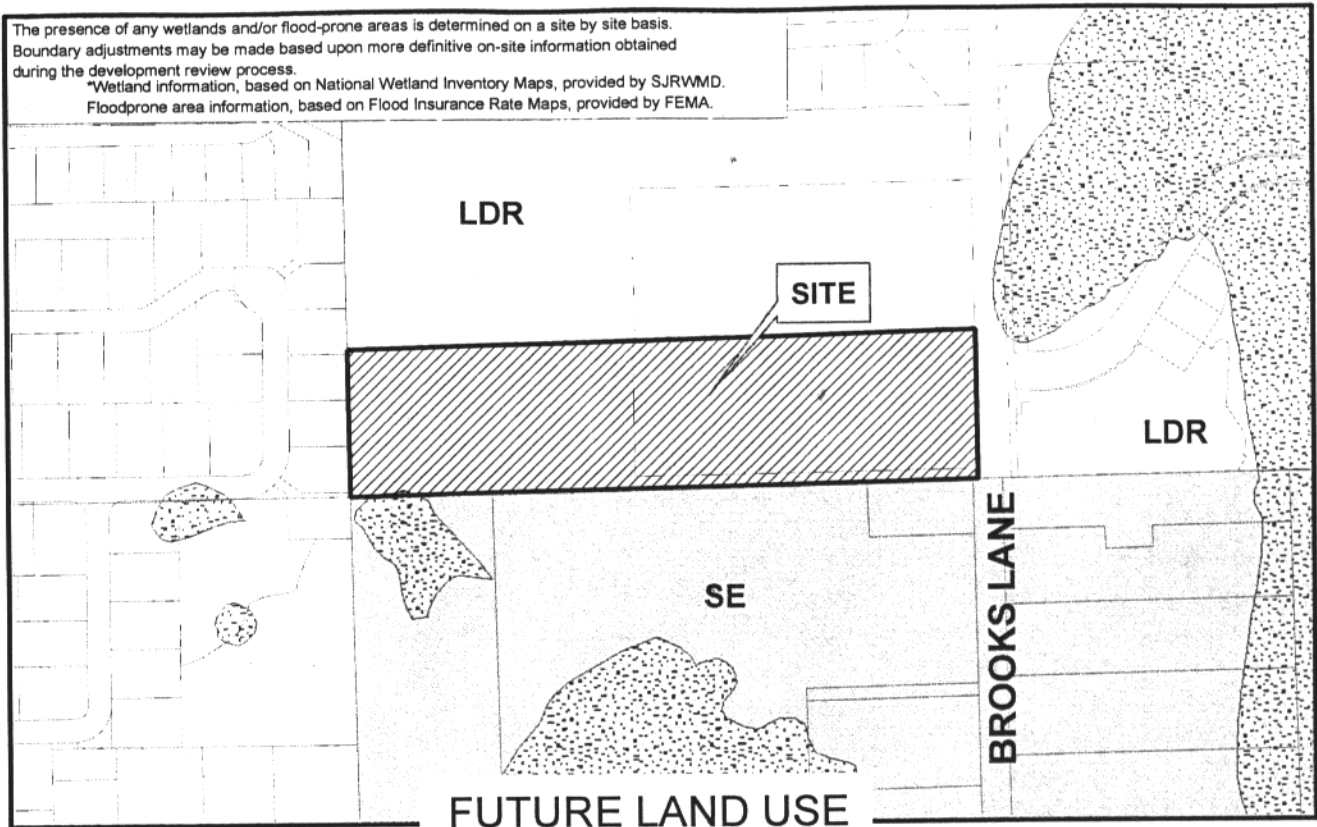 The presence of any wetlands and/or flood-prone areas is determined on a site by site basis.
Boundary adjustments may be made based upon more definitive on-site information obtained
during the development review process.
*Wetland information, based on National Wetland Inventory Maps, provided by SJRWMD.
Floodprone area information, based on Flood Insurance Rate Maps, provided by FEMA.
LDR
SITE
LDR
SE
BROOKS LANE
FUTURE LAND USE